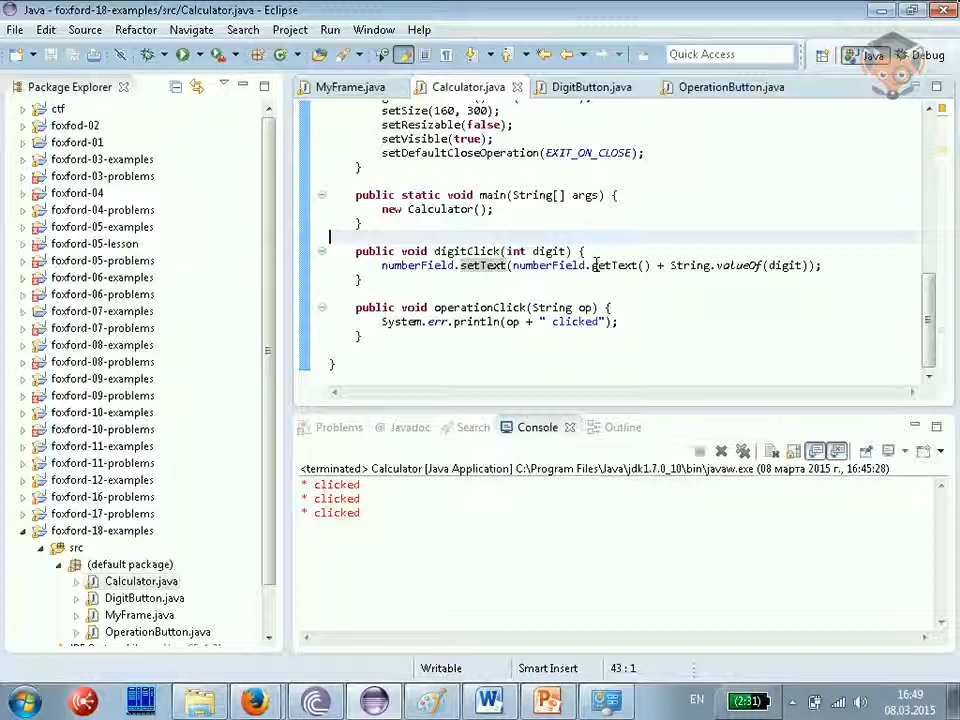 Java - foxford-18-examples/src/Calculator.java - Eclipse
File Edit Source Refactor Navigate Search Project Run Window Help
Quick Access
Java
Debug
Package Explorer
MyFrame.java
Calculator.java
DigitButton.java
OperationButton.java
ctf
foxfod-02
foxford-01
foxford-03-examples
foxford-03-problems
foxford-04
foxford-04-problems
foxford-05-examples
foxford-05-lesson
foxford-05-problems
foxford-06-examples
foxford-06-problems
foxford-07-examples
foxford-07-problems
foxford-08-examples
foxford-08-problems
foxford-09-examples
foxford-09-problems
foxford-10-examples
foxford-10-problems
foxford-11-examples
foxford-11-problems
foxford-12-examples
foxford-16-problems
foxford-17-problems
foxford-18-examples
src
(default package)
Calculator.java
DigitButton.java
MyFrame.java
OperationButton.java
setSize(160, 300);
setResizable(false);
setVisible(true);
setDefaultCloseOperation(EXIT_ON_CLOSE);
}
public static void main(String[] args) {
new Calculator();
}
public void digitClick(int digit) {
numberField.setText(numberField.getText() + String.valueOf(digit));
}
public void operationClick(String op) {
System.err.println(op + " clicked");
}
}
Problems
Javadoc
Search
Console
Outline
<terminated> Calculator [Java Application] C:\Program Files\Java\jdk1.7.0_10\bin\javaw.exe (08 марта 2015 г., 16:45:28)
* clicked
* clicked
* clicked
Writable
Smart Insert
43 : 1
EN
(2:31)
16:49
08.03.2015